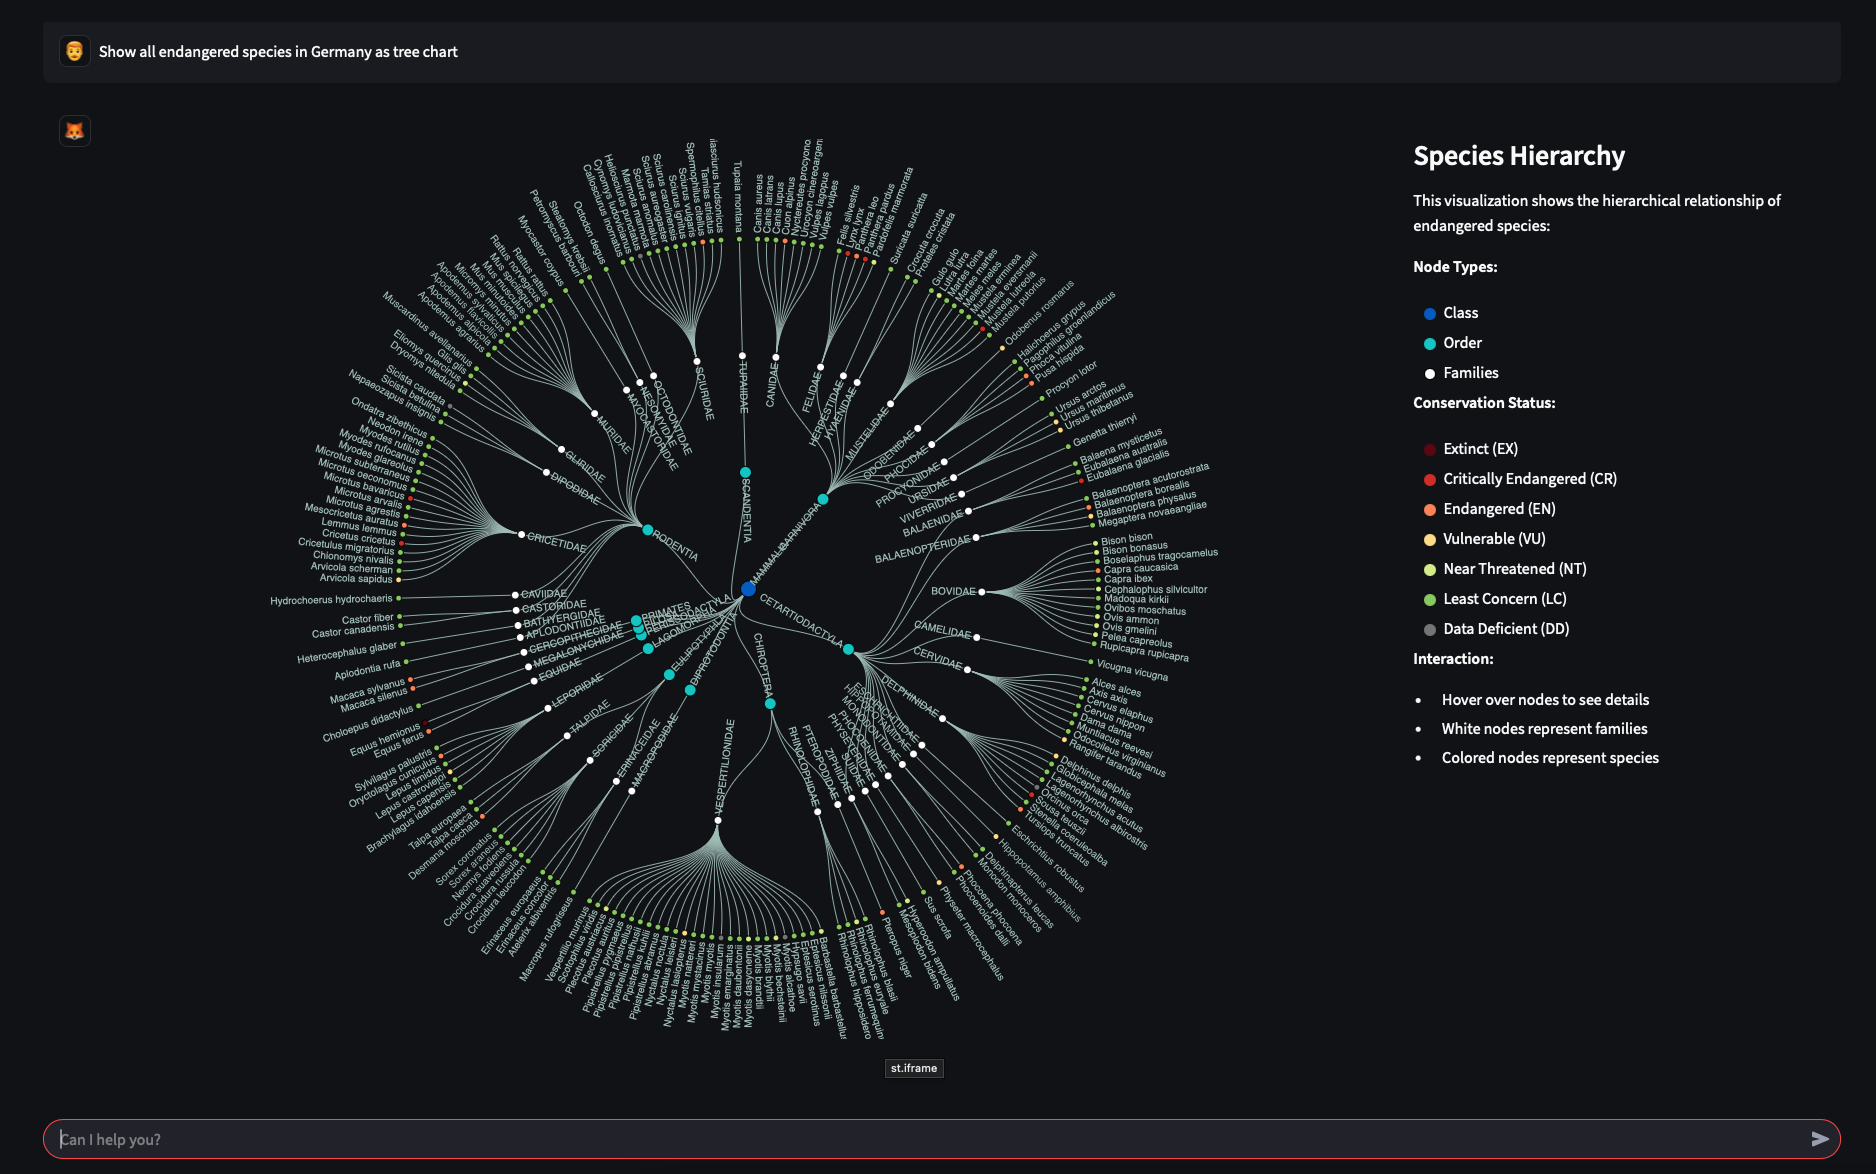 Show all endangered species in Germany as tree chart
Species Hierarchy
This visualization shows the hierarchical relationship of
endangered species:
Node Types:
Class
Order
Families
Conservation Status:
Extinct (EX)
Critically Endangered (CR)
Endangered (EN)
Vulnerable (VU)
Near Threatened (NT)
Least Concern (LC)
Data Deficient (DD)
Interaction:
• Hover over nodes to see details
• White nodes represent families
• Colored nodes represent species
MAMMALIA
CARNIVORA
SCANDENTIA
RODENTIA
PRIMATES
LAGOMORPHA
EULIPOTYPHLA
DIPROTODONTIA
CHIROPTERA
CETARTIODACTYLA
TUPAIIDAE
CANIDAE
FELIDAE
HERPESTIDAE
HYAENIDAE
MUSTELIDAE
ODOBENIDAE
PHOCIDAE
PROCYONIDAE
URSIDAE
VIVERRIDAE
BALAENIDAE
BALAENOPTERIDAE
BOVIDAE
CAMELIDAE
CERVIDAE
DELPHINIDAE
HIPPOPOTAMIDAE
MONODONTIDAE
PHOCOENIDAE
PHYSETERIDAE
SUIDAE
ZIPHIIDAE
PTEROPODIDAE
RHINOLOPHIDAE
VESPERTILIONIDAE
MACROPODIDAE
ERINACEIDAE
SORICIDAE
TALPIDAE
LEPORIDAE
EQUIDAE
MEGALONYCHIDAE
CERCOPITHECIDAE
APLODONTIIDAE
BATHYERGIDAE
CASTORIDAE
CAVIIDAE
CRICETIDAE
DIPODIDAE
GLIRIDAE
MURIDAE
MYOCASTORIDAE
NESOMYIDAE
OCTODONTIDAE
SCIURIDAE
Tupaia montana
Canis aureus
Canis latrans
Canis lupus
Cuon alpinus
Nyctereutes procyono
Urocyon cinereoargen
Vulpes lagopus
Vulpes vulpes
Felis silvestris
Lynx lynx
Panthera leo
Panthera pardus
Pardofelis marmorata
Suricata suricatta
Crocuta crocuta
Proteles cristata
Gulo gulo
Lutra lutra
Martes foina
Martes martes
Meles meles
Mustela erminea
Mustela eversmanii
Mustela lutreola
Mustela putorius
Odobenus rosmarus
Halichoerus grypus
Pagophilus groenlandicus
Phoca vitulina
Pusa hispida
Procyon lotor
Ursus arctos
Ursus maritimus
Ursus thibetanus
Genetta thierryi
Balaena mysticetus
Eubalaena australis
Eubalaena glacialis
Balaenoptera acutorostrata
Balaenoptera borealis
Balaenoptera physalus
Megaptera novaeangliae
Bison bison
Bison bonasus
Boselaphus tragocamelus
Capra caucasica
Capra ibex
Cephalophus silvicultor
Madoqua kirkii
Ovibos moschatus
Ovis ammon
Ovis gmelini
Pelea capreolus
Rupicapra rupicapra
Vicugna vicugna
Alces alces
Axis axis
Cervus elaphus
Cervus nippon
Dama dama
Muntiacus reevesi
Odocoileus virginianus
Rangifer tarandus
Delphinus delphis
Globicephala melas
Lagenorhynchus acutus
Lagenorhynchus albirostris
Orcinus orca
Sousa teuszii
Stenella coeruleoalba
Tursiops truncatus
Eschrichtius robustus
Hippopotamus amphibius
Delphinapterus leucas
Monodon monoceros
Phocoena phocoena
Phocoenoides dalli
Physeter macrocephalus
Sus scrofa
Hyperoodon ampullatus
Mesoplodon bidens
Pteropus niger
Rhinolophus blasii
Rhinolophus euryale
Rhinolophus ferrumequin
Rhinolophus hipposidero
Barbastella barbastellus
Eptesicus nilssonii
Eptesicus serotinus
Hypsugo savii
Myotis alcathoe
Myotis bechsteinii
Myotis blythii
Myotis brandtii
Myotis dasycneme
Myotis daubentonii
Myotis emarginatus
Myotis insularum
Myotis myotis
Myotis mystacinus
Myotis nattereri
Nyctalus lasiopterus
Nyctalus leisleri
Nyctalus noctula
Pipistrellus abramus
Pipistrellus kuhlii
Pipistrellus nathusii
Pipistrellus pipistrellus
Pipistrellus pygmaeus
Plecotus auritus
Plecotus austriacus
Scotophilus viridis
Vespertilio murinus
Macropus rufogriseus
Atelerix albiventris
Erinaceus concolor
Erinaceus europaeus
Crocidura leucodon
Crocidura russula
Crocidura suaveolens
Neomys fodiens
Sorex araneus
Sorex coronatus
Desmana moschata
Talpa caeca
Talpa europaea
Brachylagus idahoensis
Lepus capensis
Lepus castroviejoi
Lepus timidus
Oryctolagus cuniculus
Sylvilagus palustris
Equus ferus
Equus hemionus
Choloepus didactylus
Macaca silenus
Macaca sylvanus
Aplodontia rufa
Heterocephalus glaber
Castor canadensis
Castor fiber
Hydrochoerus hydrochaeris
Arvicola sapidus
Arvicola scherman
Chionomys nivalis
Cricetulus migratorius
Cricetus cricetus
Lemmus lemmus
Mesocricetus auratus
Microtus agrestis
Microtus arvalis
Microtus bavaricus
Microtus oeconomus
Microtus subterraneus
Myodes glareolus
Myodes rufocanus
Myodes rutilus
Neodon irene
Ondatra zibethicus
Napaeozapus insignis
Sicista betulina
Sicista caudata
Dryomys nitedula
Eliomys quercinus
Glis glis
Muscardinus avellanarius
Apodemus agrarius
Apodemus alpicola
Apodemus flavicollis
Apodemus sylvaticus
Micromys minutus
Mus musculus
Mus spicilegus
Rattus norvegicus
Rattus rattus
Myocastor coypus
Petromyscus barbouri
Steatomys krebsii
Octodon degus
Callosciurus inornatus
Cynomys ludovicianus
Heliosciurus punctatus
Marmota marmota
Sciurus anomalus
Sciurus aureogaster
Sciurus carolinensis
Sciurus ignitus
Sciurus vulgaris
Spermophilus citellus
Tamias striatus
iasciurus hudsonicus
st.iframe
Can I help you?